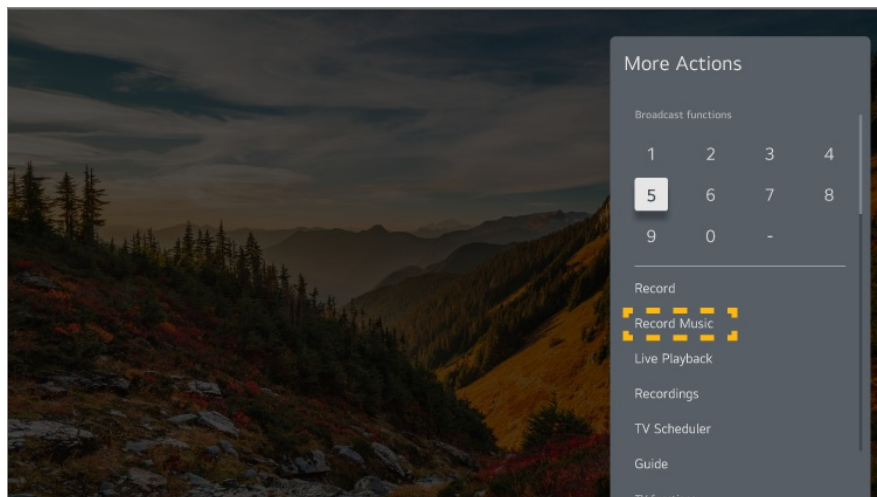 More Actions
Broadcast functions
1 2 3 4
5 6 7 8
9 0 -
Record
Record Music
Live Playback
Recordings
TV Scheduler
Guide